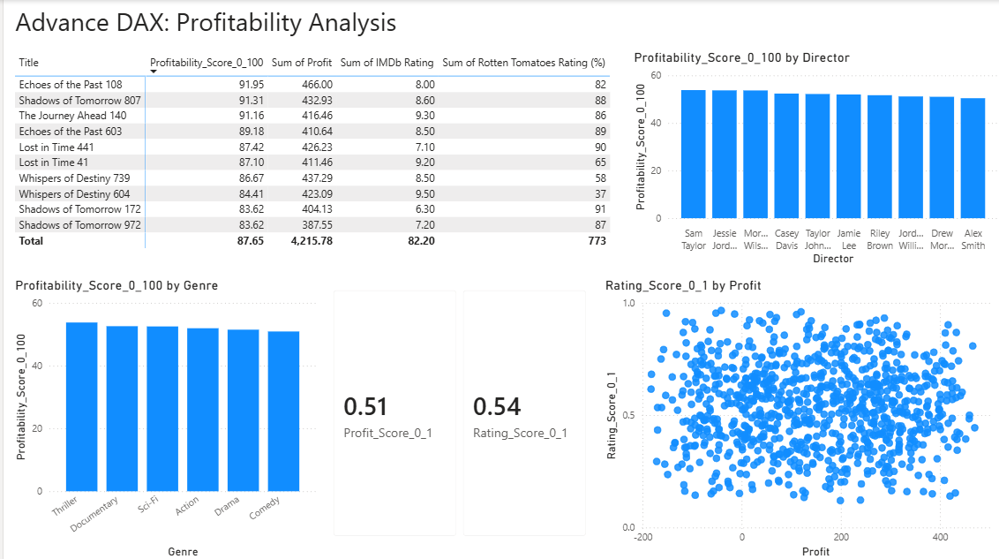 Advance DAX: Profitability Analysis
Title Profitability_Score_0_100 Sum of Profit Sum of IMDb Rating Sum of Rotten Tomatoes Rating (%)
Echoes of the Past 108 91.95 466.00 8.00 82
Shadows of Tomorrow 807 91.31 432.93 8.60 88
The Journey Ahead 140 91.16 416.46 9.30 86
Echoes of the Past 603 89.18 410.64 8.50 89
Lost in Time 441 87.42 426.23 7.10 90
Lost in Time 41 87.10 411.46 9.20 65
Whispers of Destiny 739 86.67 437.29 8.50 58
Whispers of Destiny 604 84.41 423.09 9.50 37
Shadows of Tomorrow 172 83.62 404.13 6.30 91
Shadows of Tomorrow 972 83.62 387.55 7.20 87
Total 87.65 4,215.78 82.20 773
Profitability_Score_0_100 by Director
Profitability_Score_0_100
60
40
20
0
Sam Jessie Mor... Casey Taylor Jamie Riley Jord... Drew Alex
Taylor Jord... Wils... Davis John... Lee Brown Willi... Mor... Smith
Director
Profitability_Score_0_100 by Genre
Profitability_Score_0_100
60
40
20
0
Thriller Documentary Sci-Fi Action Drama Comedy
Genre
0.51
Profit_Score_0_1
0.54
Rating_Score_0_1
Rating_Score_0_1 by Profit
Rating_Score_0_1
1.0
0.5
0.0
-200 0 200 400
Profit